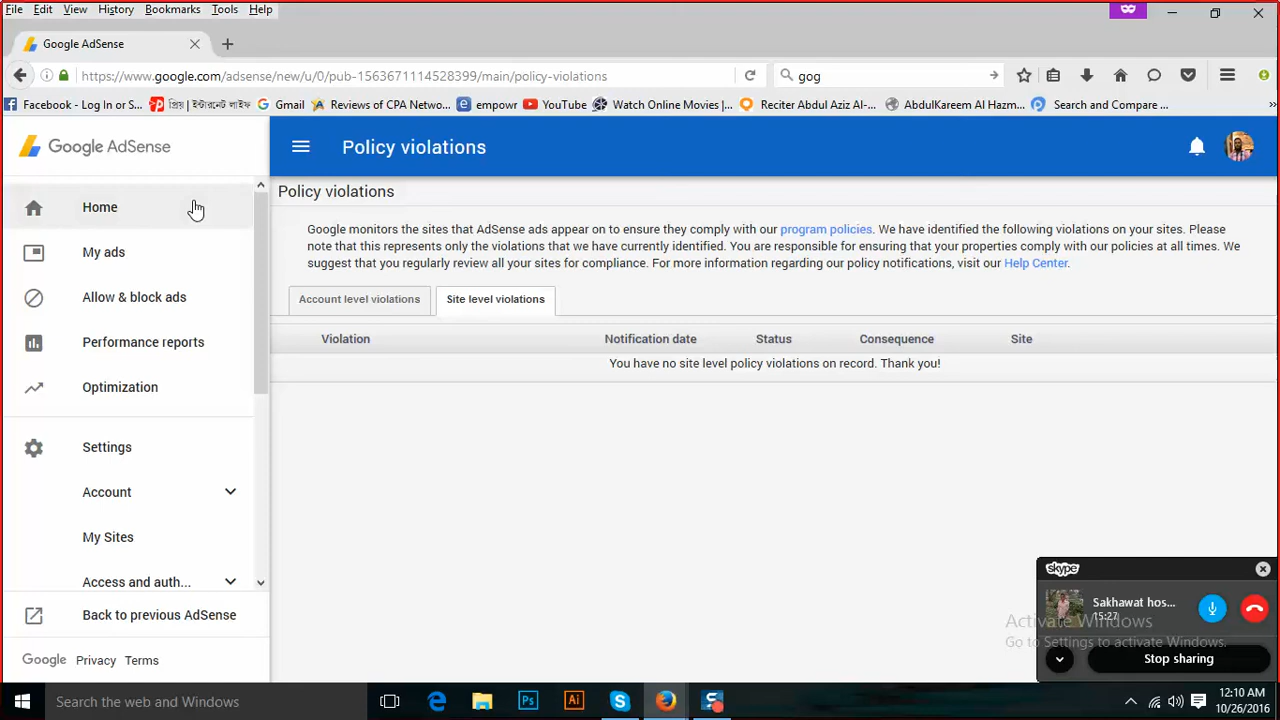 File Edit View History Bookmarks Tools Help
Google AdSense
https://www.google.com/adsense/new/u/0/pub-1563671114528399/main/policy-violations
gog
Facebook - Log In or S... প্রিয় | ইন্টারনেট লাইফ Gmail Reviews of CPA Netwo... empowr YouTube Watch Online Movies |... Reciter Abdul Aziz Al-... AbdulKareem Al Hazm... Search and Compare ...
Google AdSense
Policy violations
Home
My ads
Allow & block ads
Performance reports
Optimization
Settings
Account
My Sites
Access and auth...
Back to previous AdSense
Google Privacy Terms
Policy violations
Google monitors the sites that AdSense ads appear on to ensure they comply with our program policies. We have identified the following violations on your sites. Please
note that this represents only the violations that we have currently identified. You are responsible for ensuring that your properties comply with our policies at all times. We
suggest that you regularly review all your sites for compliance. For more information regarding our policy notifications, visit our Help Center.
Account level violations Site level violations
Violation Notification date Status Consequence Site
You have no site level policy violations on record. Thank you!
skype
Sakhawat hos...
15:27
Activate Windows
Go to Settings to activate Windows.
Stop sharing
Search the web and Windows
12:10 AM
10/26/2016